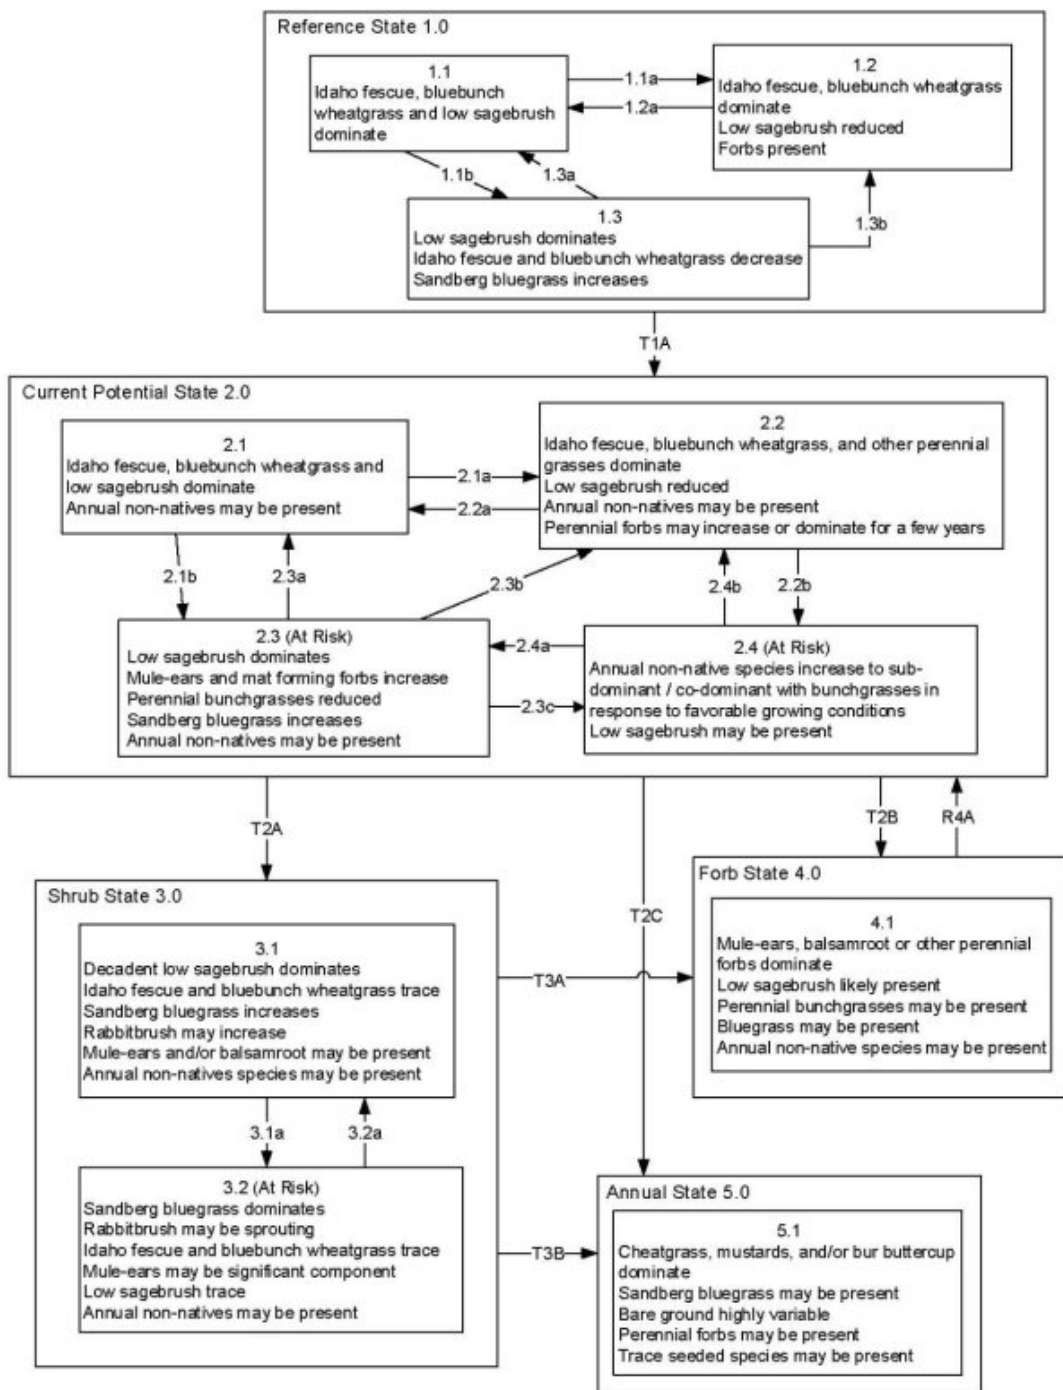 Reference State 1.0
1.1
Idaho fescue, bluebunch
wheatgrass and low sagebrush
dominate
1.1a
1.2a
1.2
Idaho fescue, bluebunch wheatgrass
dominate
Low sagebrush reduced
Forbs present
1.1b
1.3a
1.3b
1.3
Low sagebrush dominates
Idaho fescue and bluebunch wheatgrass decrease
Sandberg bluegrass increases
T1A
Current Potential State 2.0
2.1
Idaho fescue, bluebunch wheatgrass and
low sagebrush dominate
Annual non-natives may be present
2.1a
2.2a
2.2
Idaho fescue, bluebunch wheatgrass, and other perennial
grasses dominate
Low sagebrush reduced
Annual non-natives may be present
Perennial forbs may increase or dominate for a few years
2.1b
2.3a
2.3b
2.4b
2.2b
2.3 (At Risk)
Low sagebrush dominates
Mule-ears and mat forming forbs increase
Perennial bunchgrasses reduced
Sandberg bluegrass increases
Annual non-natives may be present
2.4a
2.3c
2.4 (At Risk)
Annual non-native species increase to sub-
dominant / co-dominant with bunchgrasses in
response to favorable growing conditions
Low sagebrush may be present
T2A
T2B
R4A
T2C
Shrub State 3.0
3.1
Decadent low sagebrush dominates
Idaho fescue and bluebunch wheatgrass trace
Sandberg bluegrass increases
Rabbitbrush may increase
Mule-ears and/or balsamroot may be present
Annual non-natives species may be present
T3A
Forb State 4.0
4.1
Mule-ears, balsamroot or other perennial
forbs dominate
Low sagebrush likely present
Perennial bunchgrasses may be present
Bluegrass may be present
Annual non-native species may be present
3.1a
3.2a
3.2 (At Risk)
Sandberg bluegrass dominates
Rabbitbrush may be sprouting
Idaho fescue and bluebunch wheatgrass trace
Mule-ears may be significant component
Low sagebrush trace
Annual non-natives may be present
T3B
Annual State 5.0
5.1
Cheatgrass, mustards, and/or bur buttercup
dominate
Sandberg bluegrass may be present
Bare ground highly variable
Perennial forbs may be present
Trace seeded species may be present